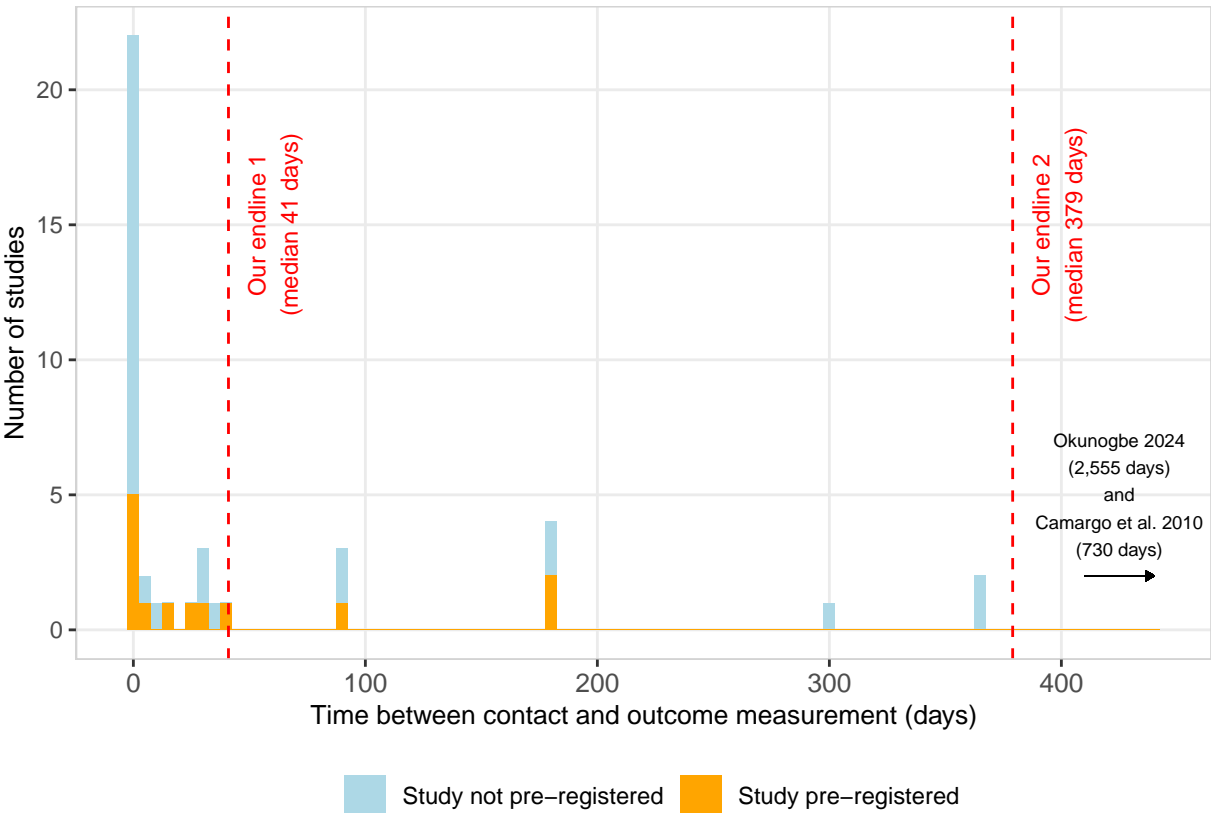 Number of studies
20
15
10
5
0
Our endline 1
(median 41 days)
Our endline 2
(median 379 days)
Okunogbe 2024
(2,555 days)
and
Camargo et al. 2010
(730 days)
0
100
200
300
400
Time between contact and outcome measurement (days)
Study not pre−registered
Study pre−registered